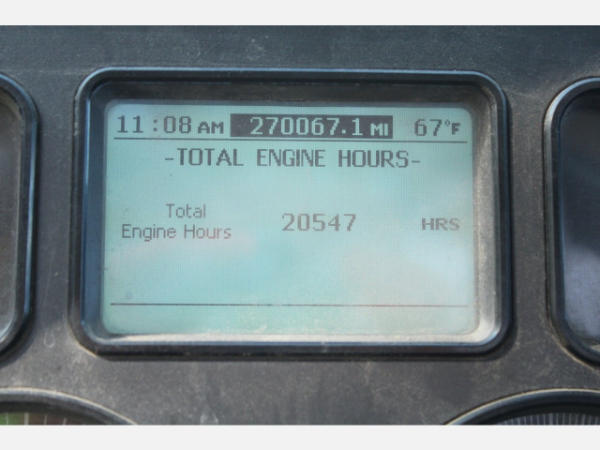 11:08 AM 270067.1 MI 67°F
-TOTAL ENGINE HOURS-
Total
Engine Hours 20547 HRS